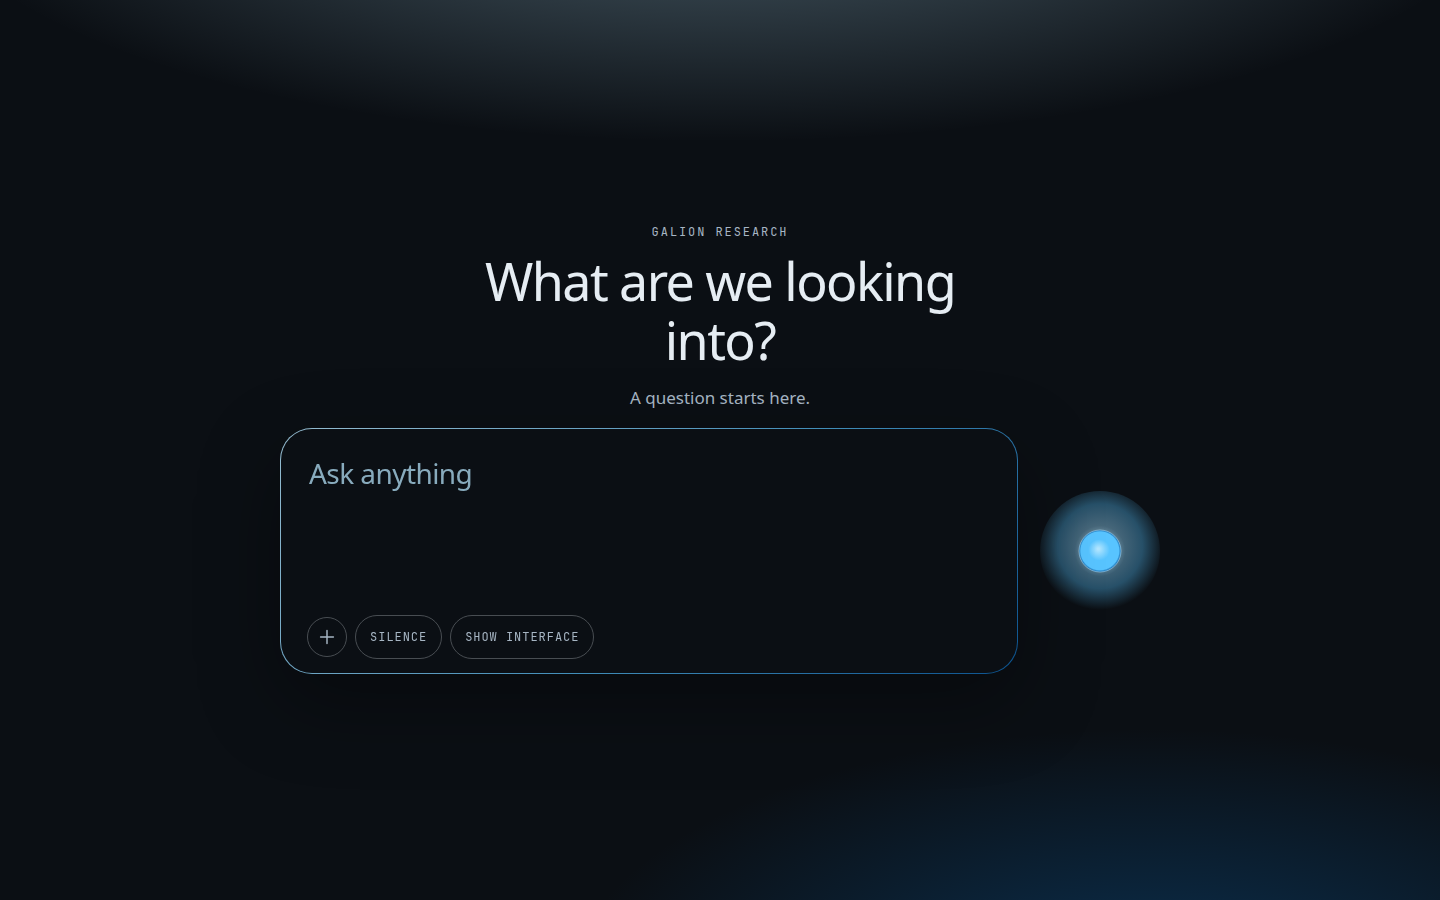 GALION RESEARCH
What are we looking
into?
A question starts here.
Ask anything
SILENCE
SHOW INTERFACE